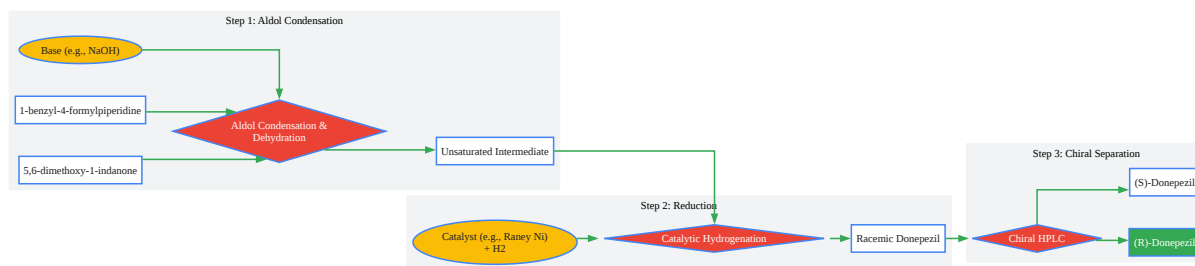 Step 1: Aldol Condensation
Base (e.g., NaOH)
1-benzyl-4-formylpiperidine
Aldol Condensation &
Dehydration
5,6-dimethoxy-1-indanone
Unsaturated Intermediate
Step 2: Reduction
Catalyst (e.g., Raney Ni)
+ H2
Catalytic Hydrogenation
Racemic Donepezil
Step 3: Chiral Separation
Chiral HPLC
(S)-Donepezil
(R)-Donepezil